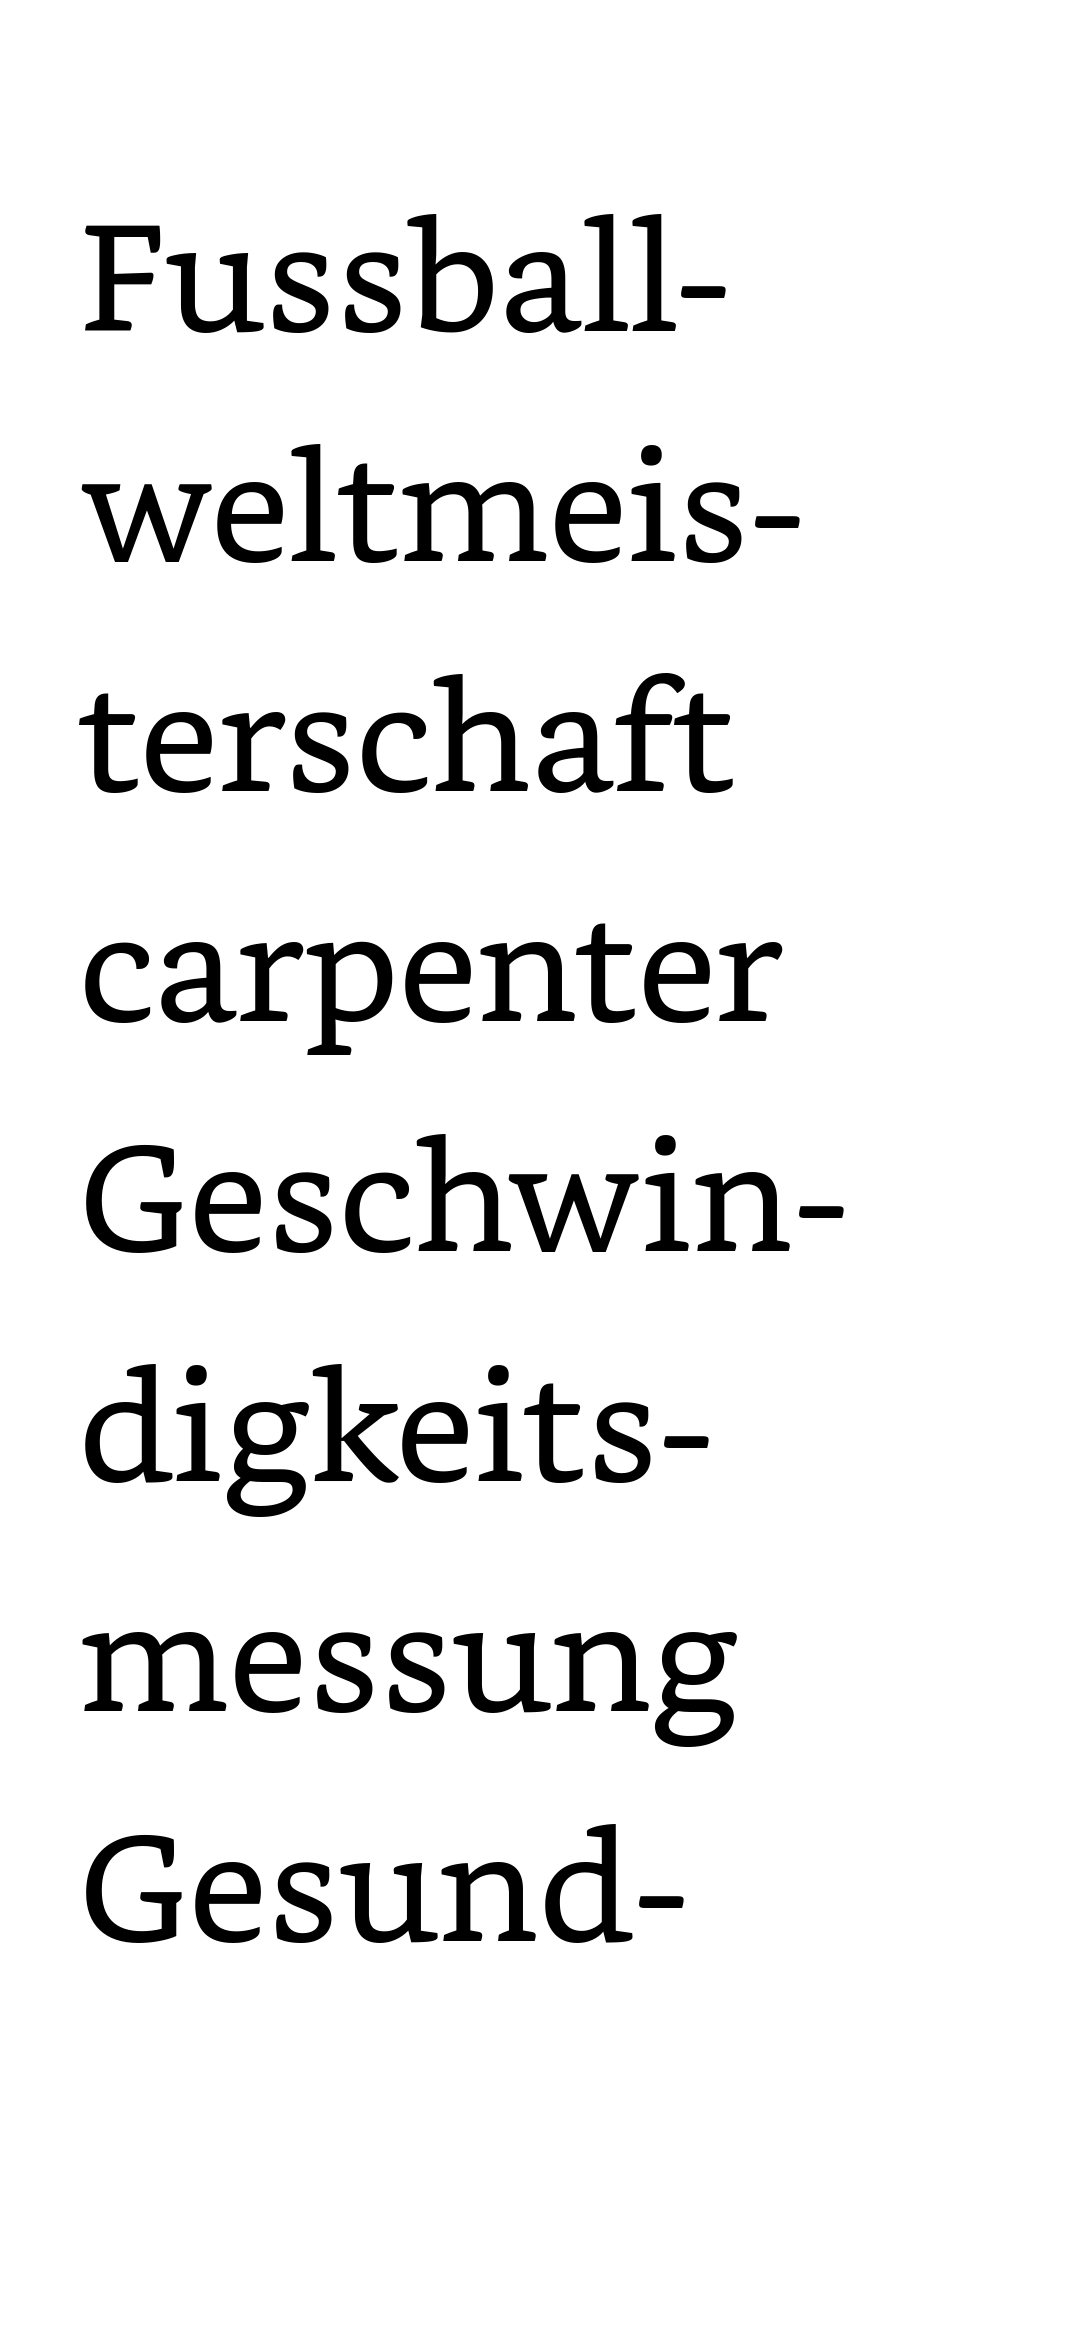 Fussball-
weltmeis-
terschaft
carpenter
Geschwin-
digkeits-
messung
Gesund-